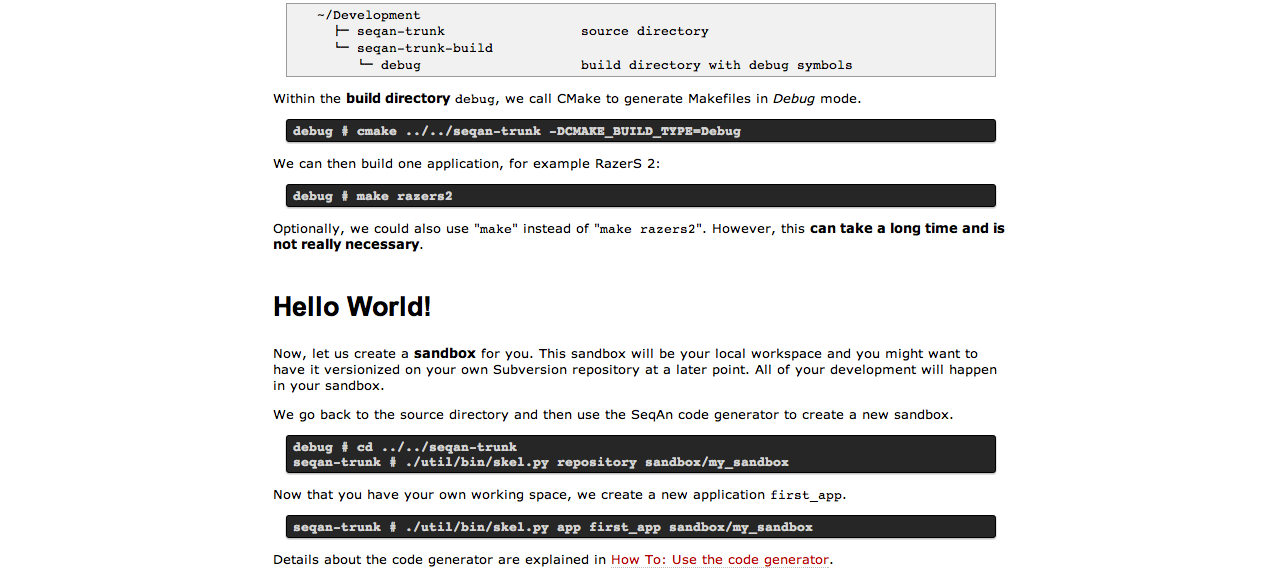 ~/Development
├─ seqan-trunk source directory
└─ seqan-trunk-build
└─ debug build directory with debug symbols
Within the build directory debug, we call CMake to generate Makefiles in Debug mode.
debug # cmake ../../seqan-trunk -DCMAKE_BUILD_TYPE=Debug
We can then build one application, for example RazerS 2:
debug # make razers2
Optionally, we could also use "make" instead of "make razers2". However, this can take a long time and is
not really necessary.
Hello World!
Now, let us create a sandbox for you. This sandbox will be your local workspace and you might want to
have it versionized on your own Subversion repository at a later point. All of your development will happen
in your sandbox.
We go back to the source directory and then use the SeqAn code generator to create a new sandbox.
debug # cd ../../seqan-trunk
seqan-trunk # ./util/bin/skel.py repository sandbox/my_sandbox
Now that you have your own working space, we create a new application first_app.
seqan-trunk # ./util/bin/skel.py app first_app sandbox/my_sandbox
Details about the code generator are explained in How To: Use the code generator.